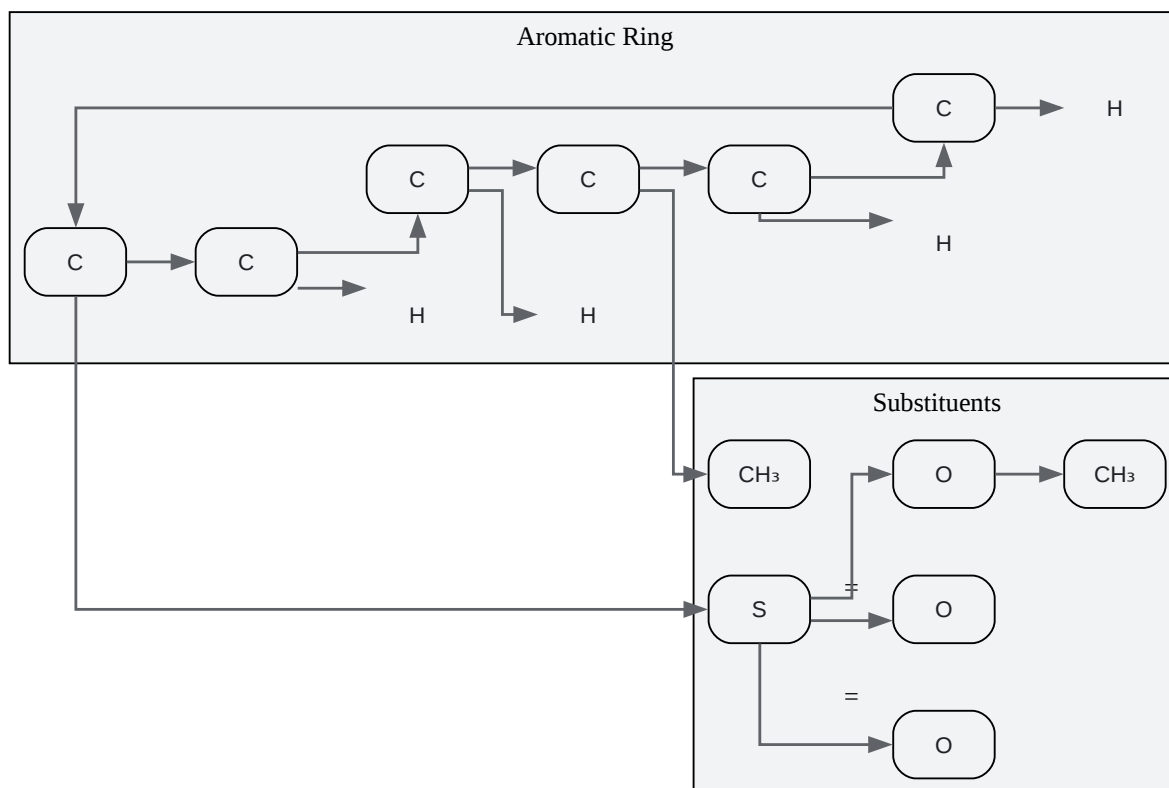 Aromatic Ring
C H
C C C
H
C C
H H
Substituents
CH₃ O CH₃
=
S O
=
O